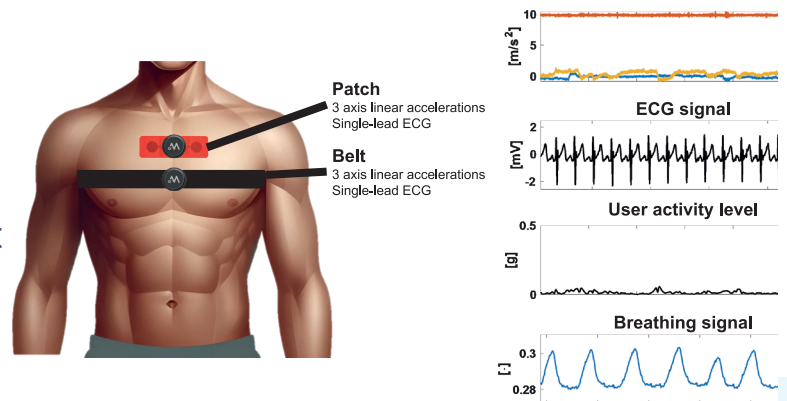 Patch
3 axis linear accelerations
Single-lead ECG
Belt
3 axis linear accelerations
Single-lead ECG
10
5
0
[m/s²]
ECG signal
2
0
-2
[mV]
User activity level
0.5
0
[g]
Breathing signal
0.3
0.28
[·]